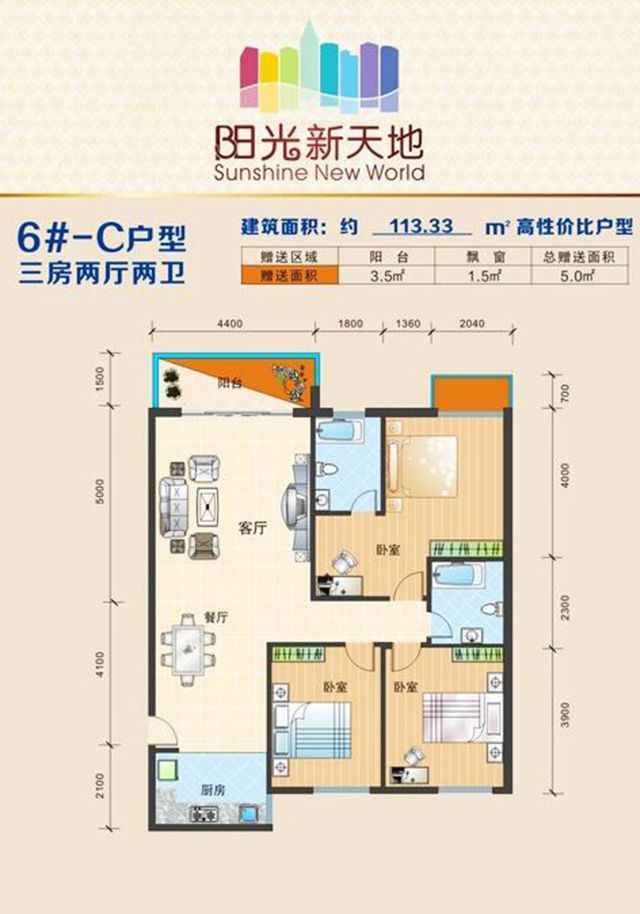 阳光新天地
Sunshine New World
6#-C户型
三房两厅两卫
建筑面积：约 113.33 m² 高性价比户型
赠送区域 阳 台 飘 窗 总赠送面积
赠送面积 3.5㎡ 1.5㎡ 5.0㎡
4400 1800 1360 2040
1500
700
阳台
5000
4000
客厅
卧室
餐厅
2300
4100
卧室
卧室
3900
2100
厨房